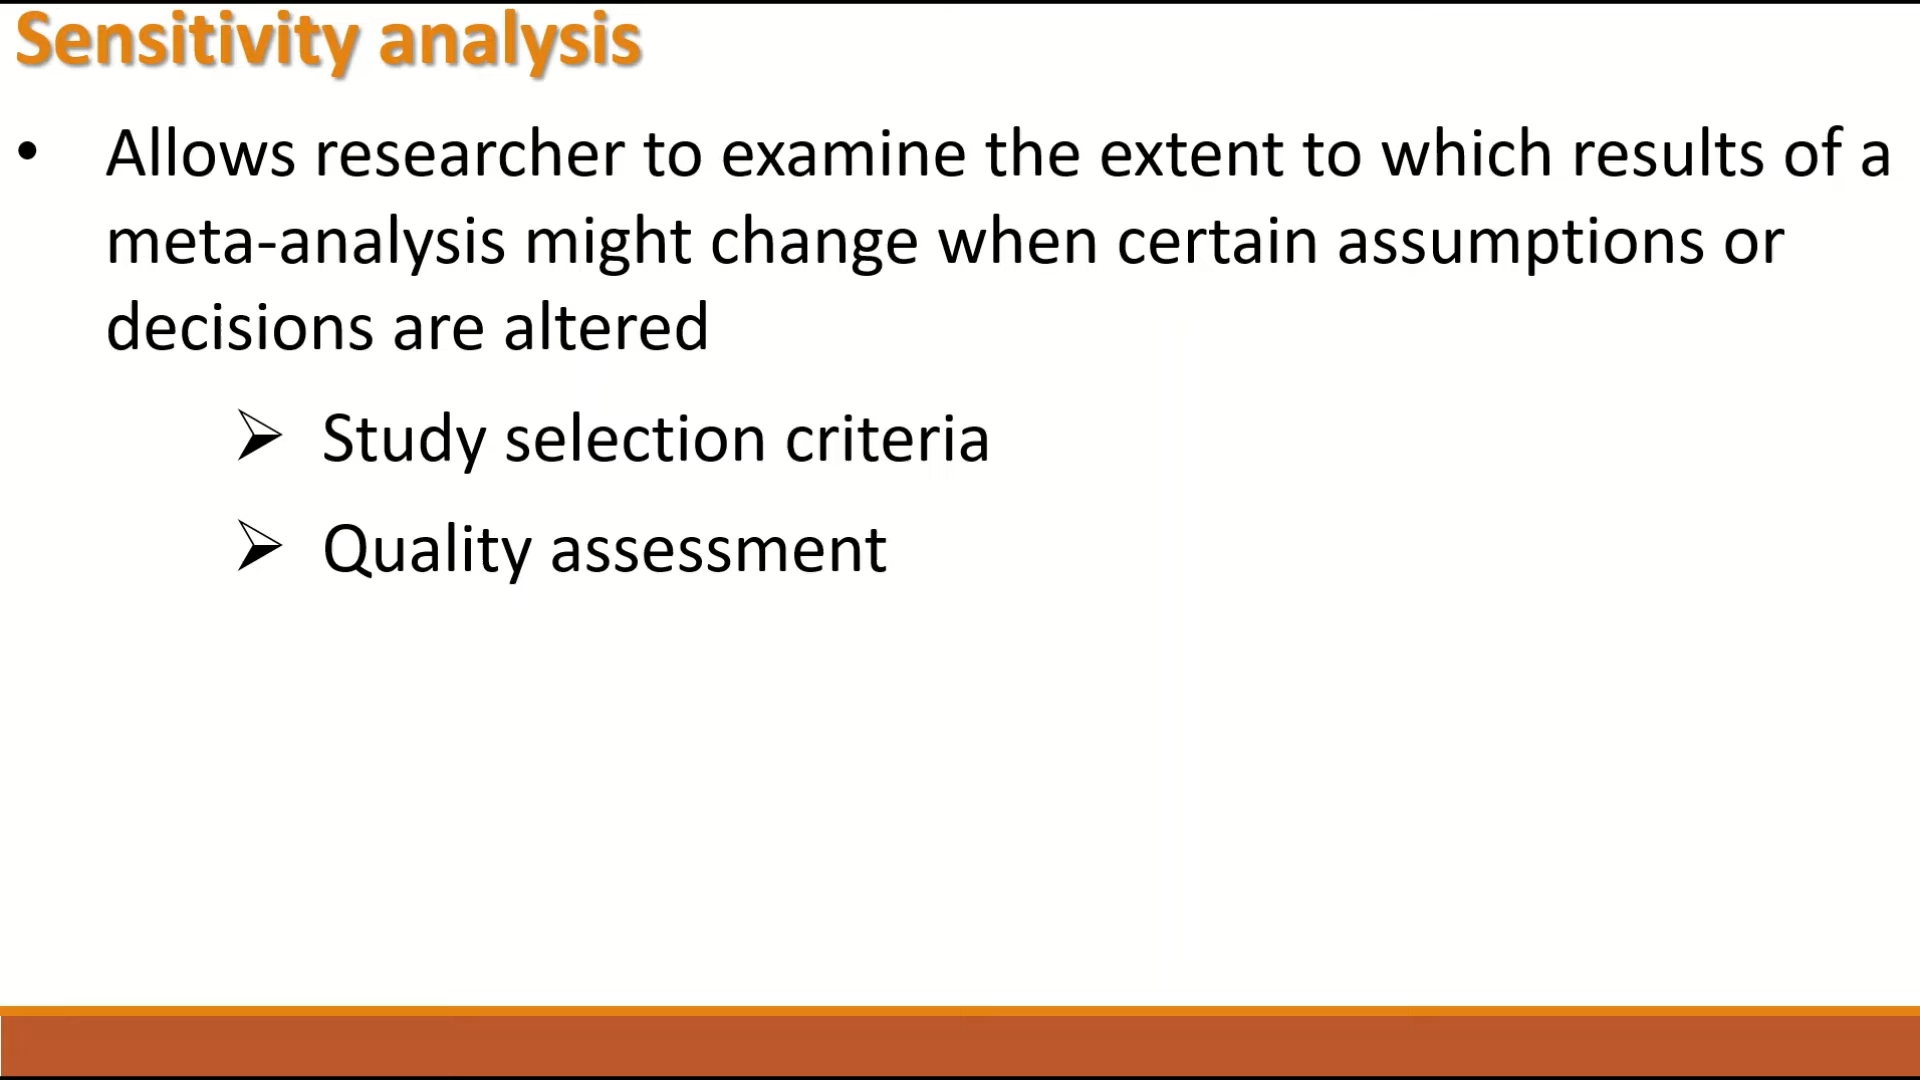 Sensitivity analysis
• Allows researcher to examine the extent to which results of a
meta-analysis might change when certain assumptions or
decisions are altered
➢ Study selection criteria
➢ Quality assessment